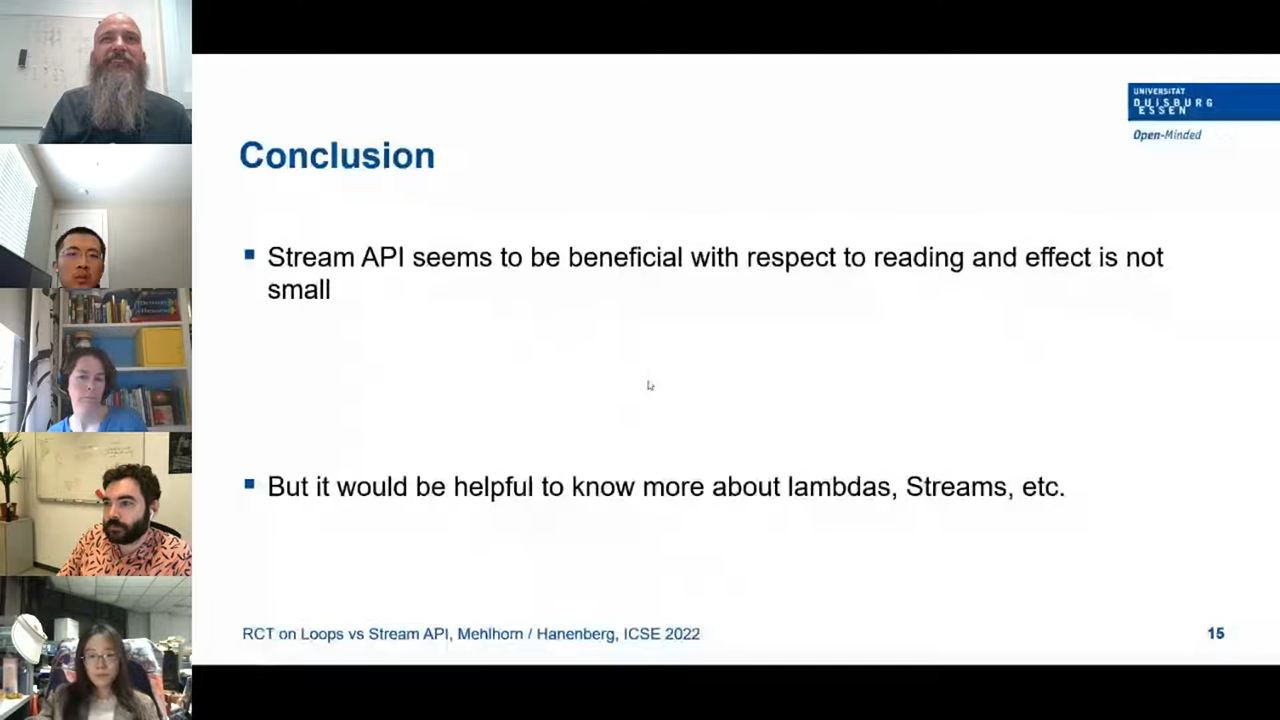 UNIVERSITÄT
DUISBURG
ESSEN
Open-Minded
Conclusion
Stream API seems to be beneficial with respect to reading and effect is not
small
But it would be helpful to know more about lambdas, Streams, etc.
RCT on Loops vs Stream API, Mehlhorn / Hanenberg, ICSE 2022
15